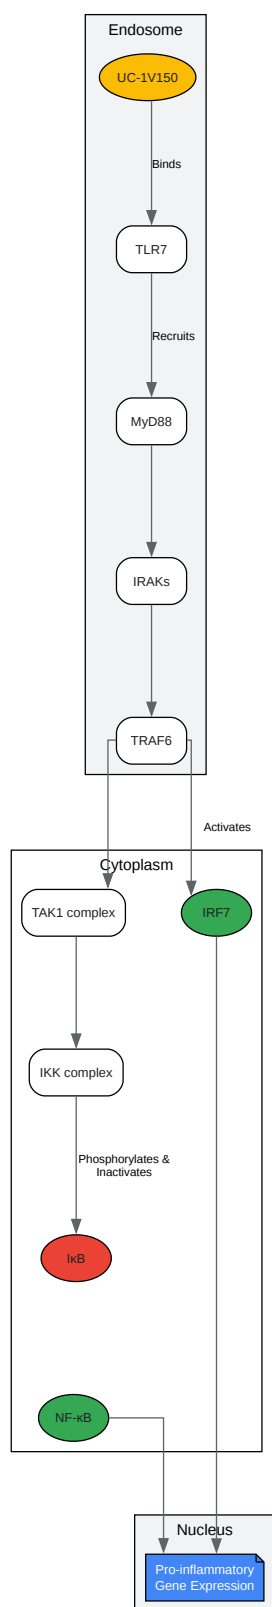 Endosome
UC-1V150
Binds
TLR7
Recruits
MyD88
IRAKs
TRAF6
Activates
Cytoplasm
TAK1 complex
IRF7
IKK complex
Phosphorylates &
Inactivates
IκB
NF-κB
Nucleus
Pro-inflammatory
Gene Expression